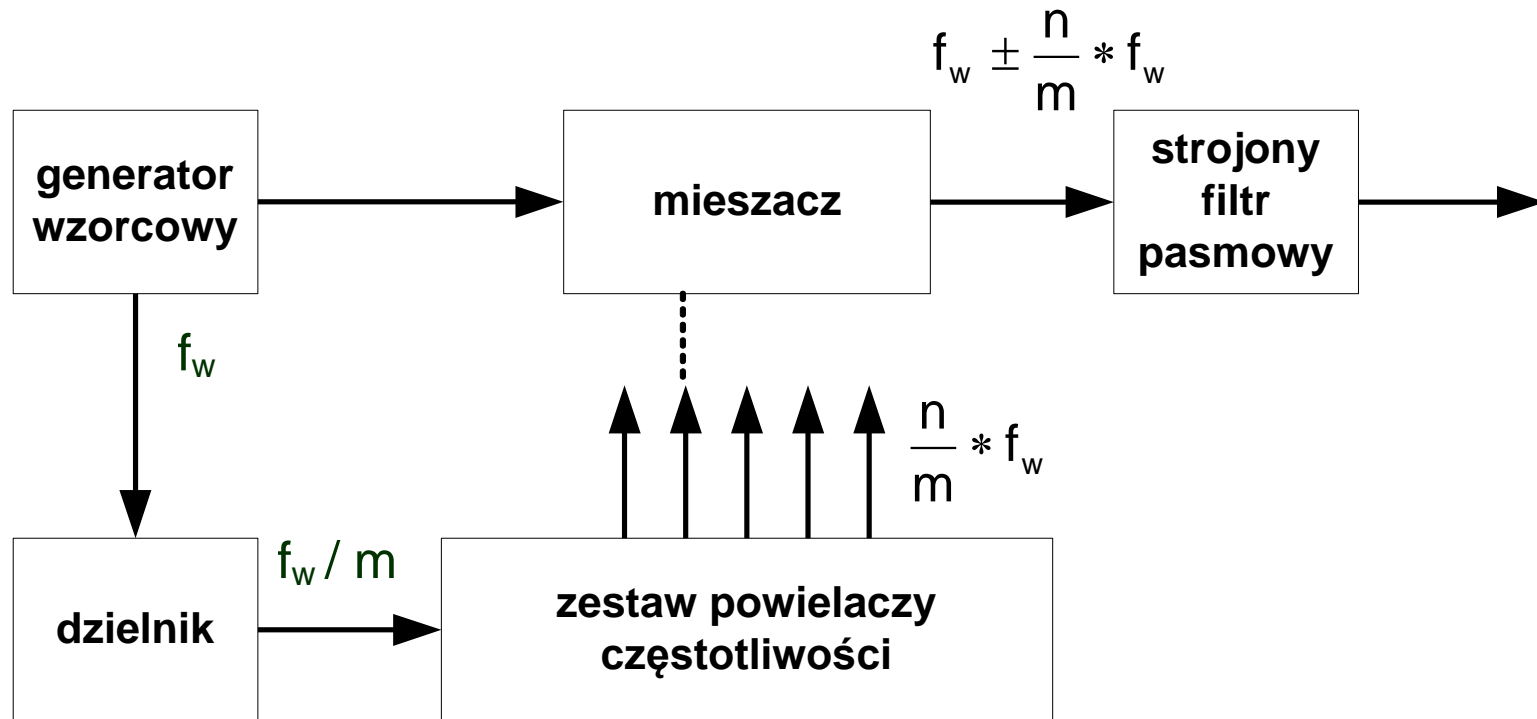 f_w ± n/m * f_w
generator
wzorcowy
mieszacz
strojony
filtr
pasmowy
f_w
n/m * f_w
f_w / m
dzielnik
zestaw powielaczy
częstotliwości